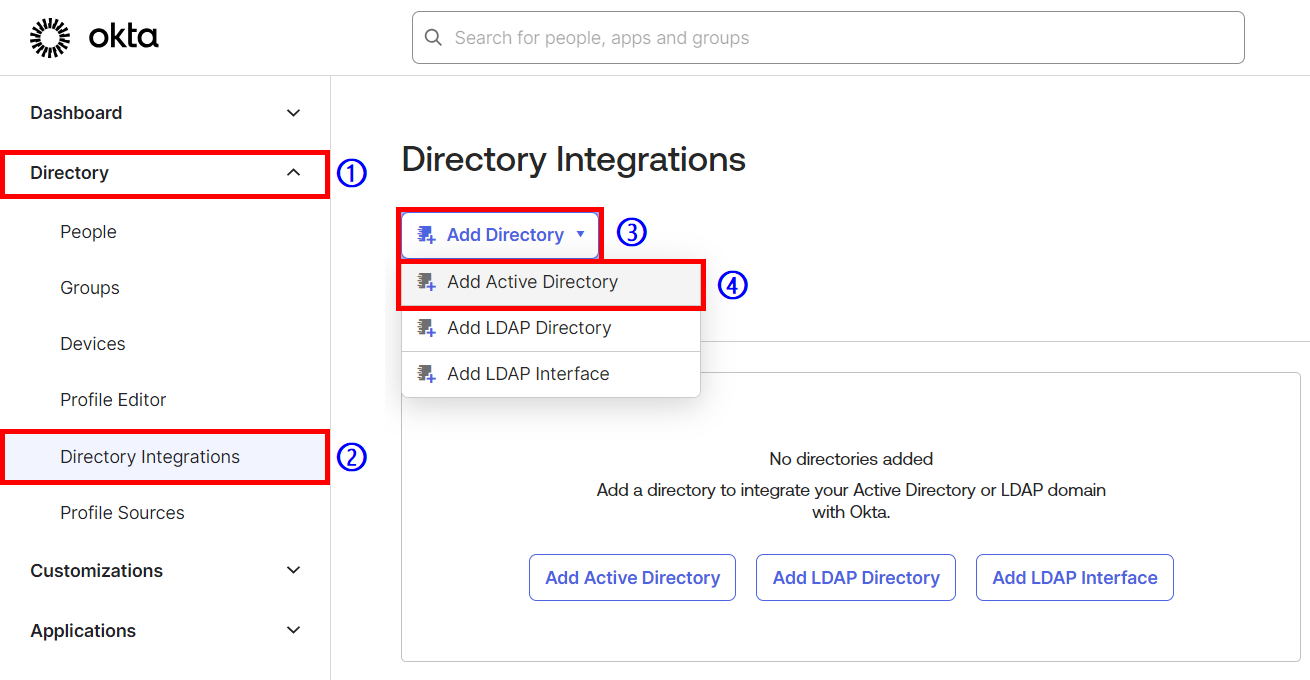 okta
Search for people, apps and groups
Dashboard
Directory
①
People
Groups
Devices
Profile Editor
Directory Integrations
②
Profile Sources
Customizations
Applications
Directory Integrations
Add Directory
③
Add Active Directory
④
Add LDAP Directory
Add LDAP Interface
No directories added
Add a directory to integrate your Active Directory or LDAP domain
with Okta.
Add Active Directory
Add LDAP Directory
Add LDAP Interface